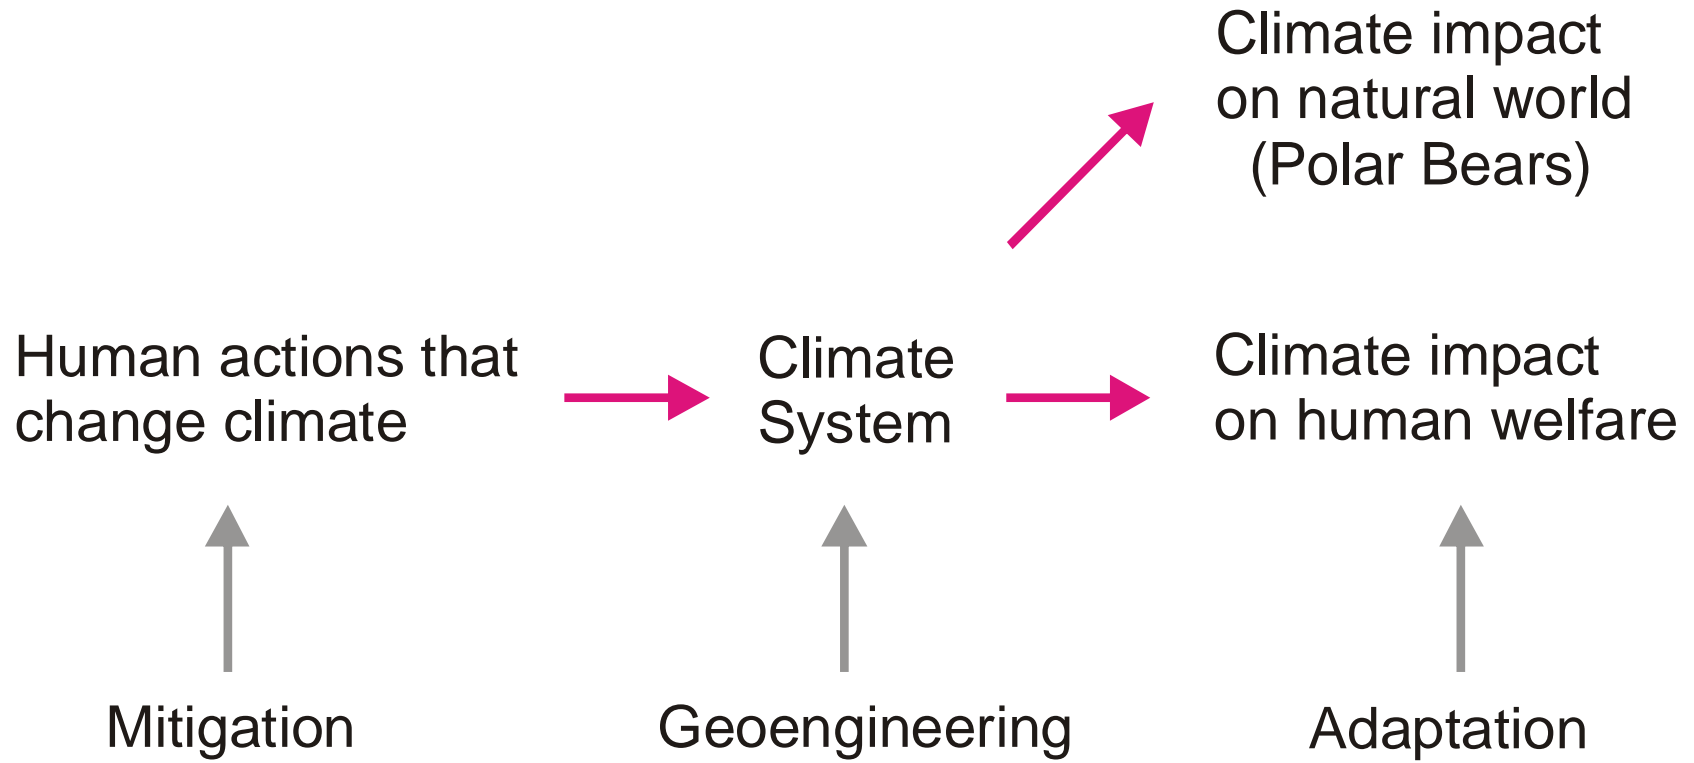 Climate impact
on natural world
(Polar Bears)
Human actions that
change climate
Climate
System
Climate impact
on human welfare
Mitigation
Geoengineering
Adaptation